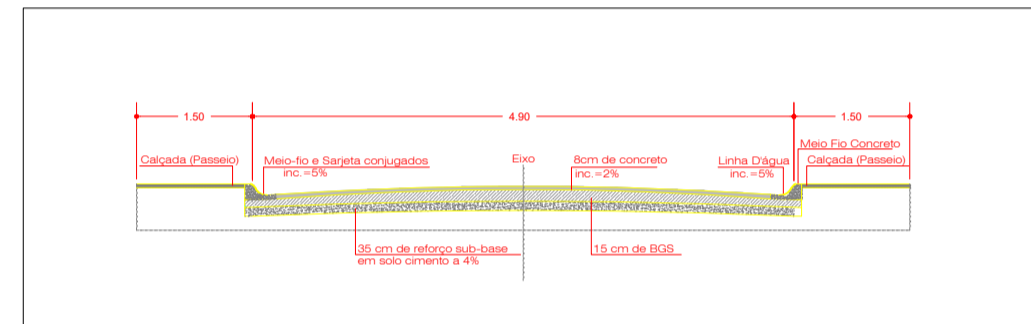 1.50
4.90
1.50
Meio Fio Concreto
Calçada (Passeio)
Meio-fio e Sarjeta conjugados
inc.=5%
Eixo
8cm de concreto
inc.=2%
Linha D'água
inc.=5%
Calçada (Passeio)
35 cm de reforço sub-base
em solo cimento a 4%
15 cm de BGS